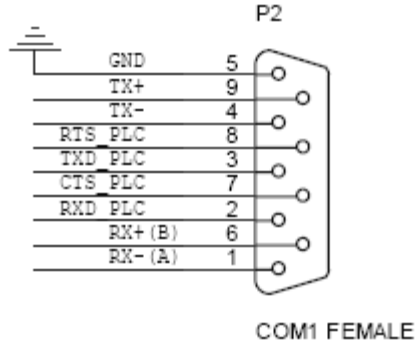 P2
GND 5
TX+ 9
TX- 4
RTS_PLC 8
TXD_PLC 3
CTS_PLC 7
RXD_PLC 2
RX+(B) 6
RX-(A) 1
COM1 FEMALE